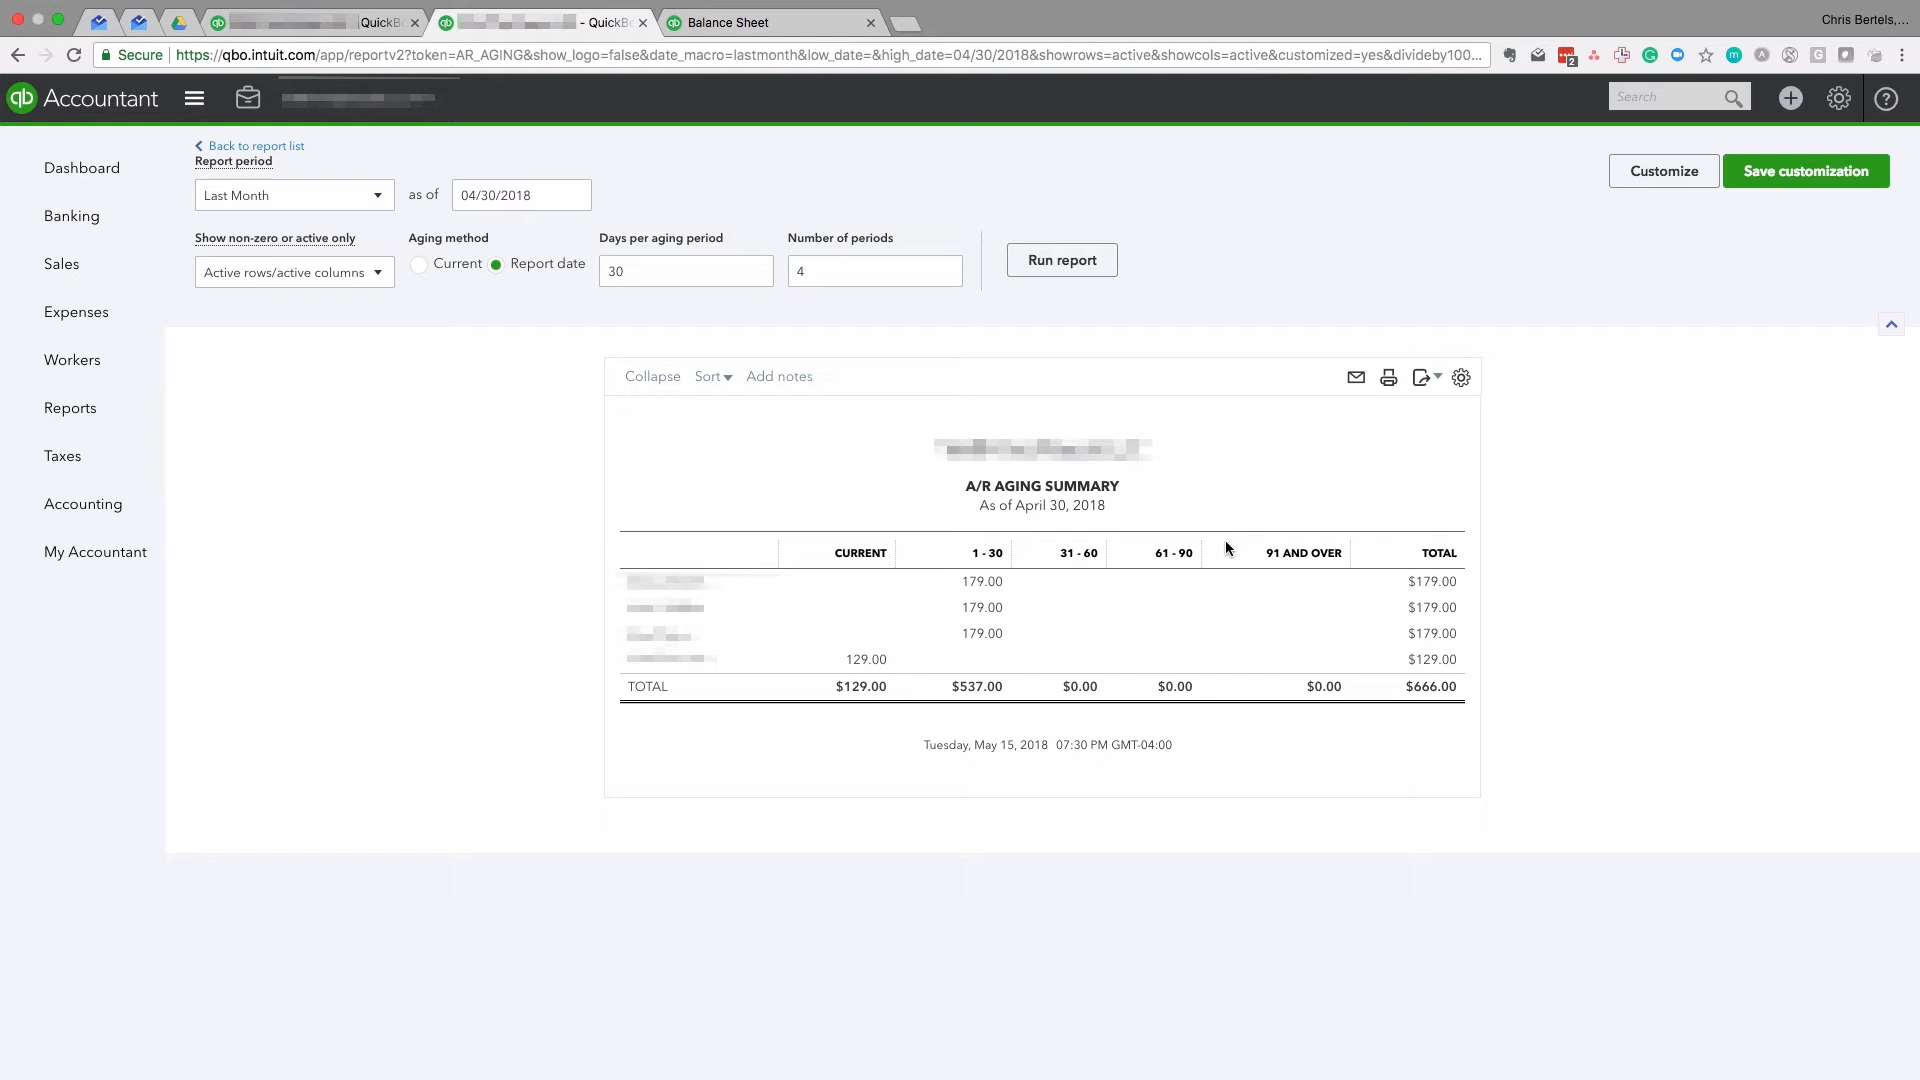 QuickB
- QuickB
Balance Sheet
Chris Bertels,...
Secure
https://qbo.intuit.com/app/reportv2?token=AR_AGING&show_logo=false&date_macro=lastmonth&low_date=&high_date=04/30/2018&showrows=active&showcols=active&customized=yes&divideby100...
2
qb Accountant
Search
Dashboard
Banking
Sales
Expenses
Workers
Reports
Taxes
Accounting
My Accountant
Back to report list
Report period
Last Month as of 04/30/2018
Customize Save customization
Show non-zero or active only Aging method Days per aging period Number of periods
Active rows/active columns Current Report date 30 4 Run report
Collapse Sort Add notes
A/R AGING SUMMARY
As of April 30, 2018
CURRENT 1 - 30 31 - 60 61 - 90 91 AND OVER TOTAL
179.00 $179.00
179.00 $179.00
179.00 $179.00
129.00 $129.00
TOTAL $129.00 $537.00 $0.00 $0.00 $0.00 $666.00
Tuesday, May 15, 2018 07:30 PM GMT-04:00